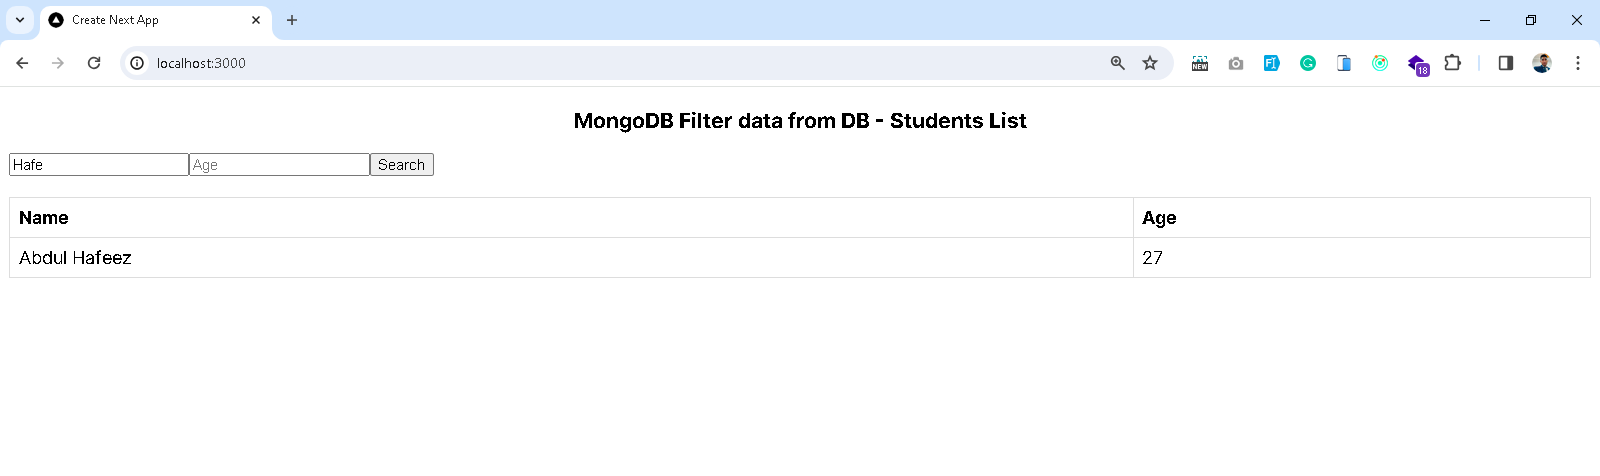 Create Next App
localhost:3000
NEW
18
MongoDB Filter data from DB - Students List
Hafe Age Search
Name Age
Abdul Hafeez 27